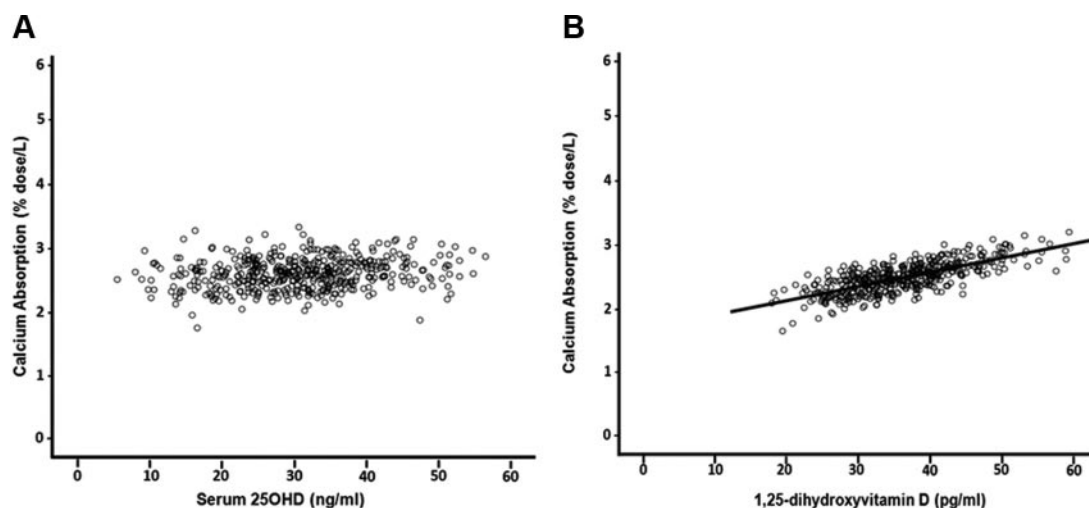 A
B
Calcium Absorption (% dose/L)
6
5
4
3
2
1
0
0 10 20 30 40 50 60
Serum 25OHD (ng/ml)
Calcium Absorption (% dose/L)
6
5
4
3
2
1
0
0 10 20 30 40 50 60
1,25-dihydroxyvitamin D (pg/ml)